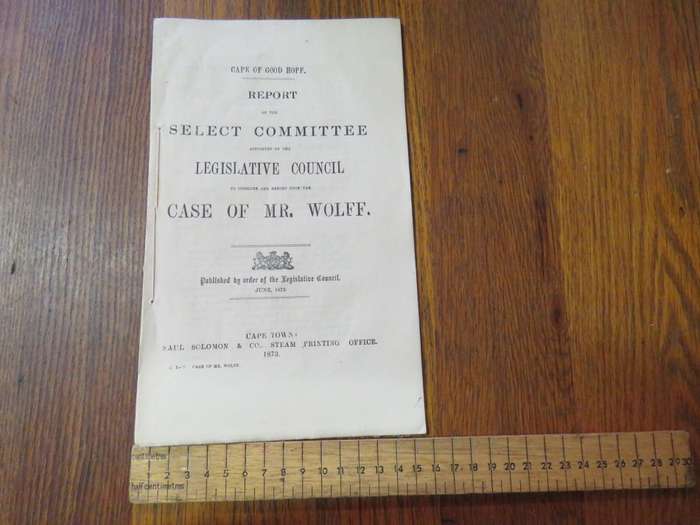 CAPE OF GOOD HOPE.
REPORT
OF THE
SELECT COMMITTEE
APPOINTED BY THE
LEGISLATIVE COUNCIL
TO CONSIDER AND REPORT UPON THE
CASE OF MR. WOLFF.
Published by order of the Legislative Council,
JUNE, 1873.
CAPE TOWN:
SAUL SOLOMON & CO., STEAM PRINTING OFFICE.
1873.
CASE OF MR. WOLFF.
centimetres
1 2 3 4 5 6 7 8 9 10 11 12 13 14 15 16 17 18 19 20 21 22 23 24 25 26 27 28 29 30
half centimetres